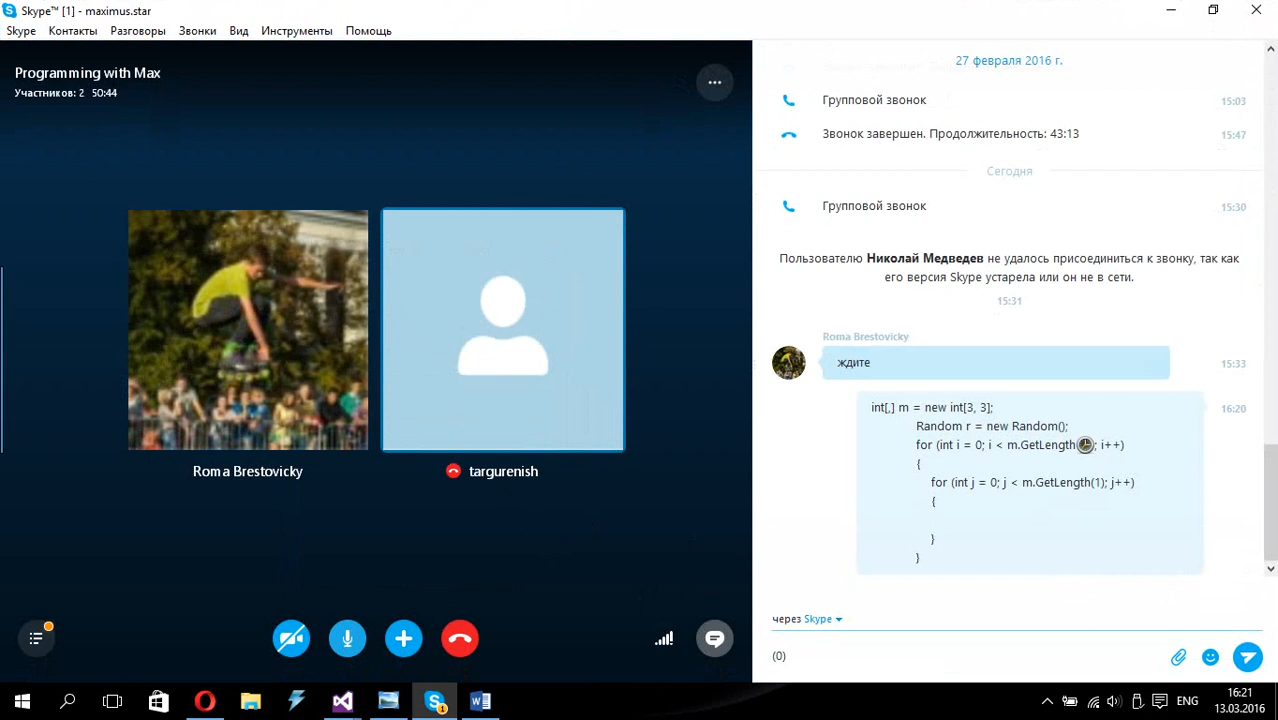 Skype™ [1] - maximus.star
Skype Контакты Разговоры Звонки Вид Инструменты Помощь
Programming with Max
Участников: 2 50:44
Roma Brestovicky
targurenish
27 февраля 2016 г.
Групповой звонок 15:03
Звонок завершен. Продолжительность: 43:13 15:47
Сегодня
Групповой звонок 15:30
Пользователю Николай Медведев не удалось присоединиться к звонку, так как
его версия Skype устарела или он не в сети.
15:31
Roma Brestovicky
ждите 15:33
int[,] m = new int[3, 3]; 16:20
Random r = new Random();
for (int i = 0; i < m.GetLength( ; i++)
{
for (int j = 0; j < m.GetLength(1); j++)
{
}
}
через Skype
(0)
1
ENG
16:21
13.03.2016